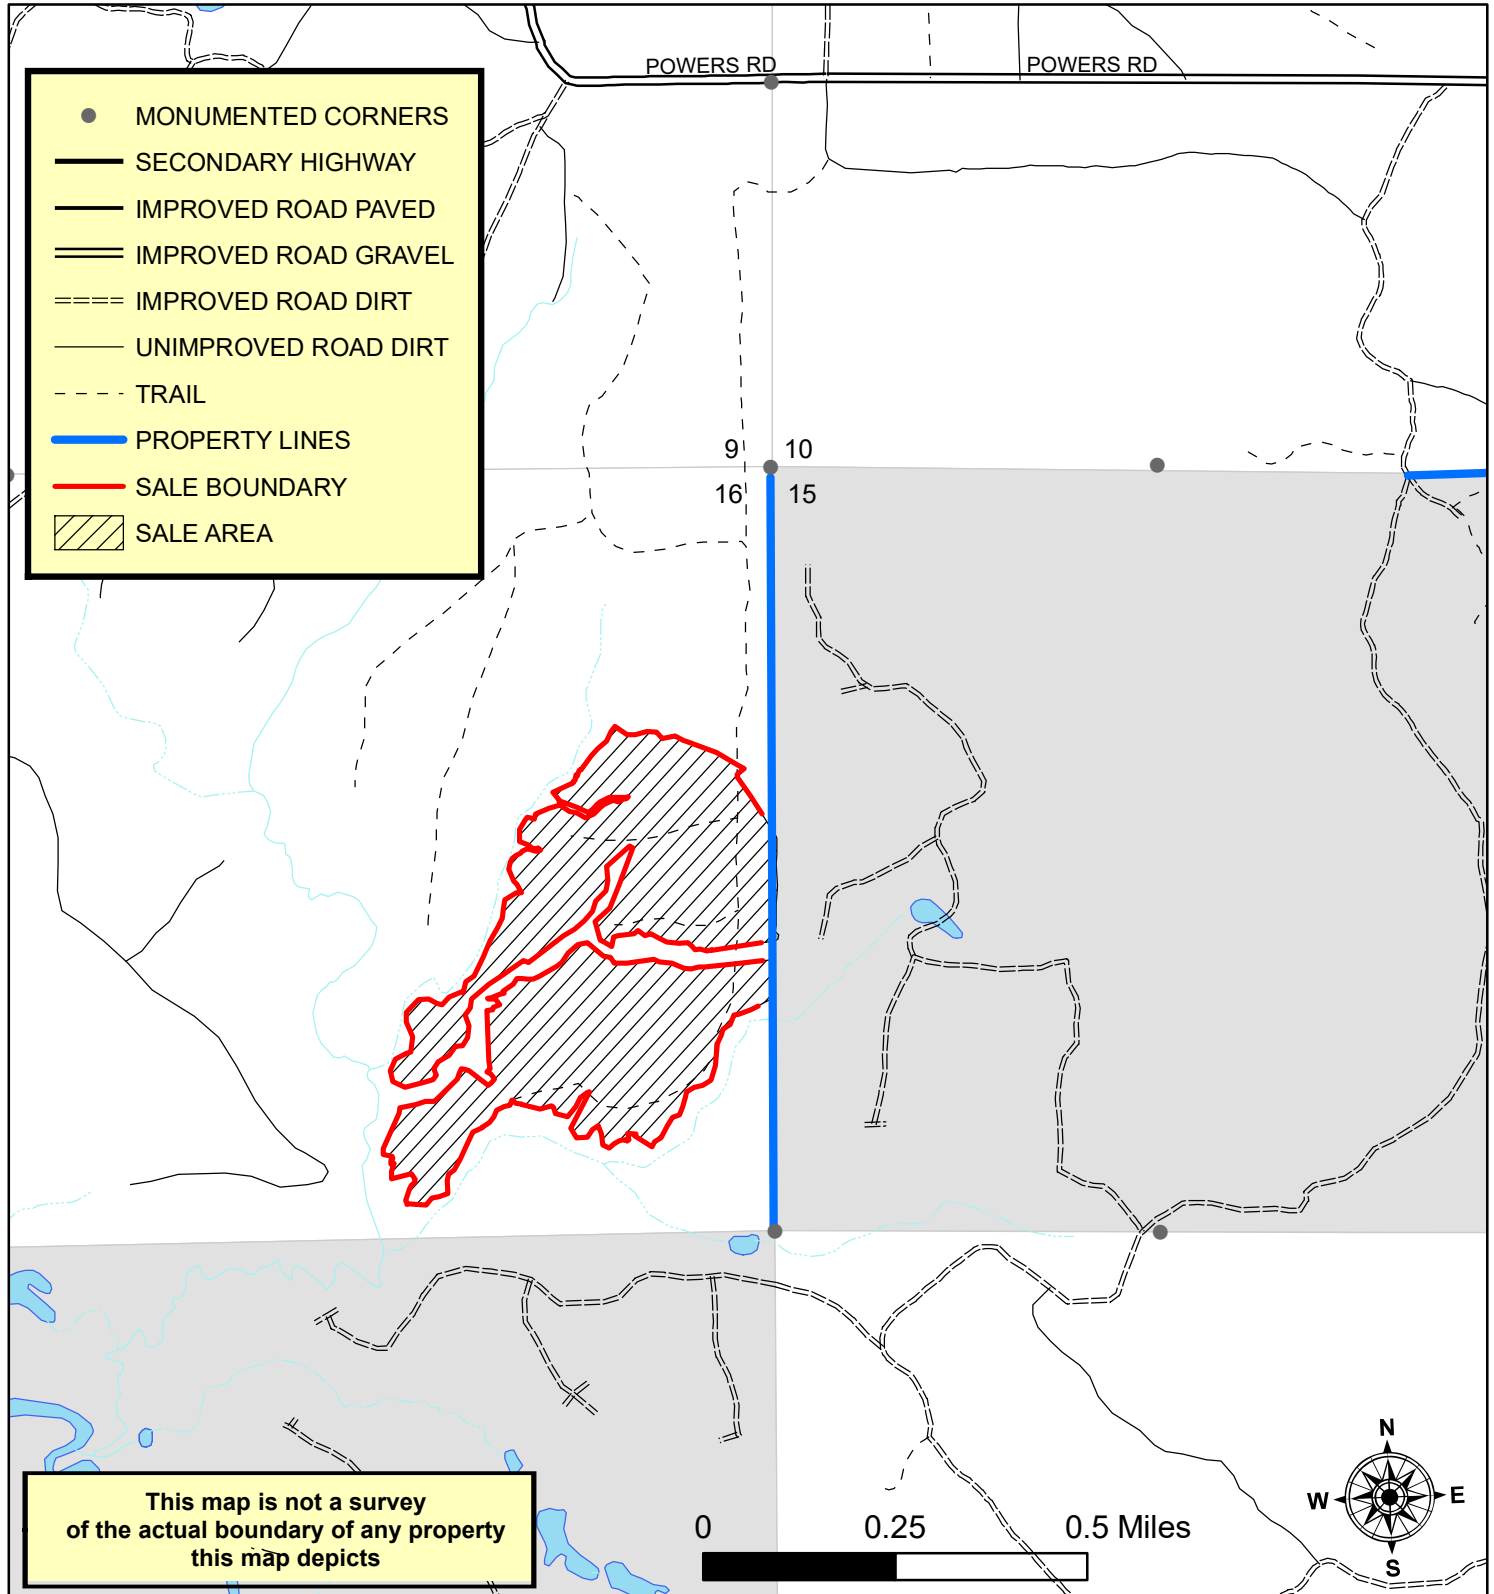 POWERS RD
POWERS RD
MONUMENTED CORNERS
SECONDARY HIGHWAY
IMPROVED ROAD PAVED
IMPROVED ROAD GRAVEL
IMPROVED ROAD DIRT
UNIMPROVED ROAD DIRT
TRAIL
PROPERTY LINES
SALE BOUNDARY
SALE AREA
9 10
16 15
This map is not a survey
of the actual boundary of any property
this map depicts
0 0.25 0.5 Miles
N
W E
S